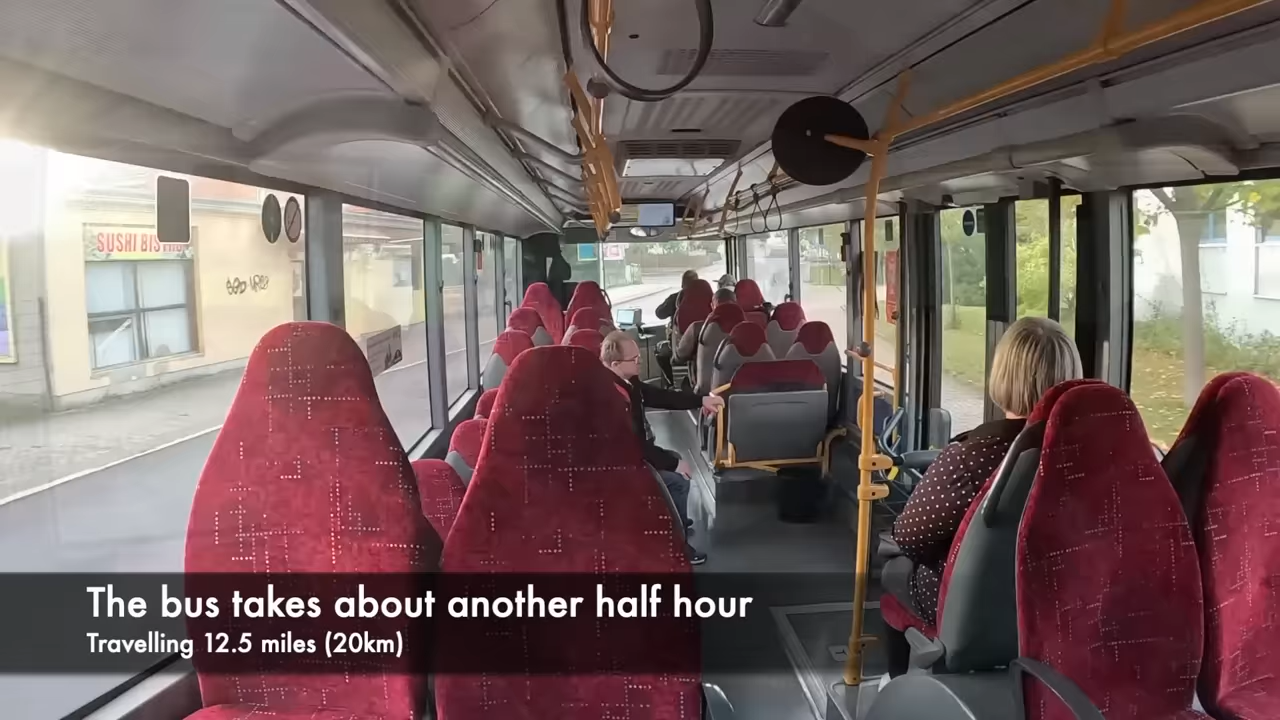 SUSHI BISTRO
The bus takes about another half hour
Travelling 12.5 miles (20km)